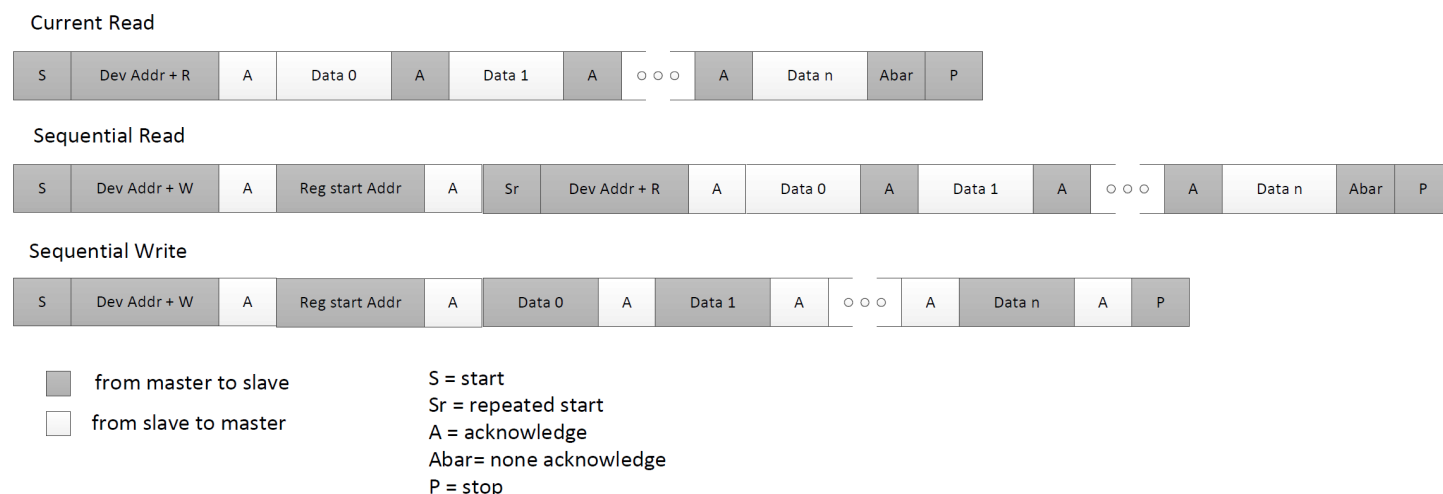 Current Read
S Dev Addr + R A Data 0 A Data 1 A A Data n Abar P
Sequential Read
S Dev Addr + W A Reg start Addr A Sr Dev Addr + R A Data 0 A Data 1 A A Data n Abar P
Sequential Write
S Dev Addr + W A Reg start Addr A Data 0 A Data 1 A A Data n A P
from master to slave
from slave to master
S = start
Sr = repeated start
A = acknowledge
Abar= none acknowledge
P = stop